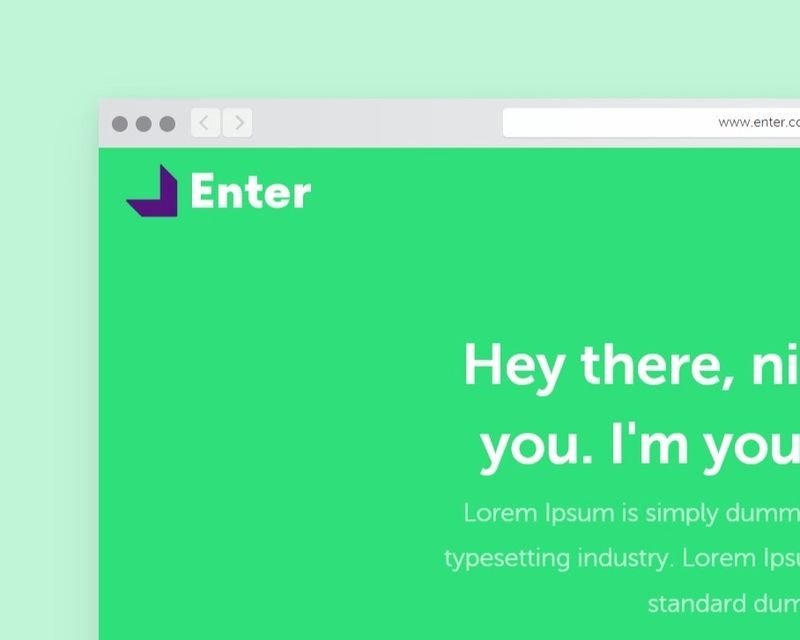 www.enter.co
Enter
Hey there, ni
you. I'm you
Lorem Ipsum is simply dumm
typesetting industry. Lorem Ipsu
standard dum